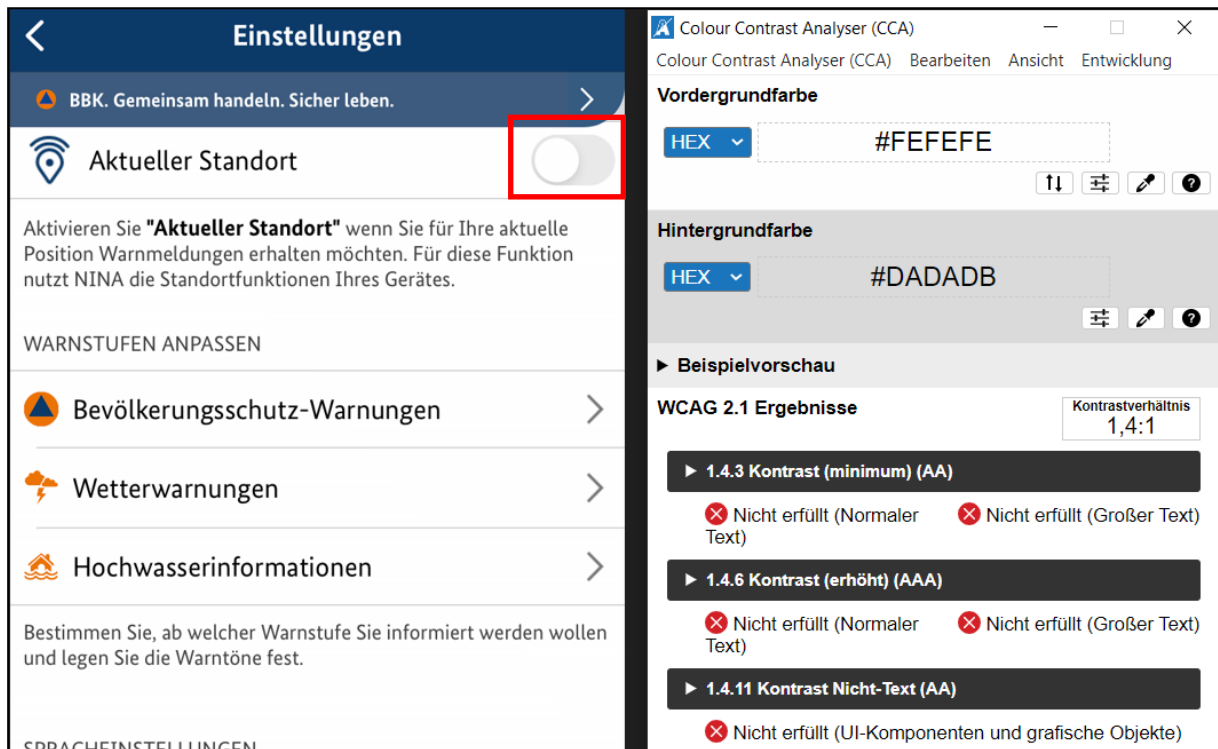 Einstellungen
BBK. Gemeinsam handeln. Sicher leben.
Aktueller Standort
Aktivieren Sie "Aktueller Standort" wenn Sie für Ihre aktuelle
Position Warnmeldungen erhalten möchten. Für diese Funktion
nutzt NINA die Standortfunktionen Ihres Gerätes.
WARNSTUFEN ANPASSEN
Bevölkerungsschutz-Warnungen
Wetterwarnungen
Hochwasserinformationen
Bestimmen Sie, ab welcher Warnstufe Sie informiert werden wollen
und legen Sie die Warntöne fest.
SPRACHEINSTELLUNGEN
Colour Contrast Analyser (CCA)
Colour Contrast Analyser (CCA) Bearbeiten Ansicht Entwicklung
Vordergrundfarbe
HEX #FEFEFE
Hintergrundfarbe
HEX #DADADB
Beispielvorschau
WCAG 2.1 Ergebnisse
Kontrastverhältnis
1,4:1
1.4.3 Kontrast (minimum) (AA)
Nicht erfüllt (Normaler Nicht erfüllt (Großer Text)
Text)
1.4.6 Kontrast (erhöht) (AAA)
Nicht erfüllt (Normaler Nicht erfüllt (Großer Text)
Text)
1.4.11 Kontrast Nicht-Text (AA)
Nicht erfüllt (UI-Komponenten und grafische Objekte)